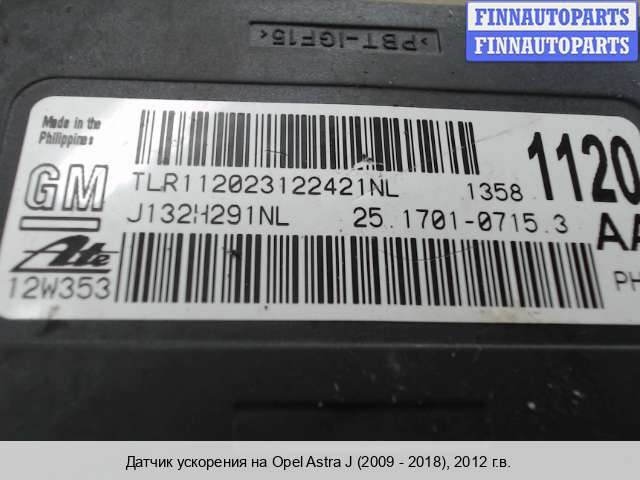 FINNAUTOPARTS
FINNAUTOPARTS
>PBT-IGF15<
Made in the
Philippines
GM
TLR112023122421NL
1358
1120
J132H291NL
25.1701-0715.3
AA
Ate
12W353
PH
Датчик ускорения на Opel Astra J (2009 - 2018), 2012 г.в.